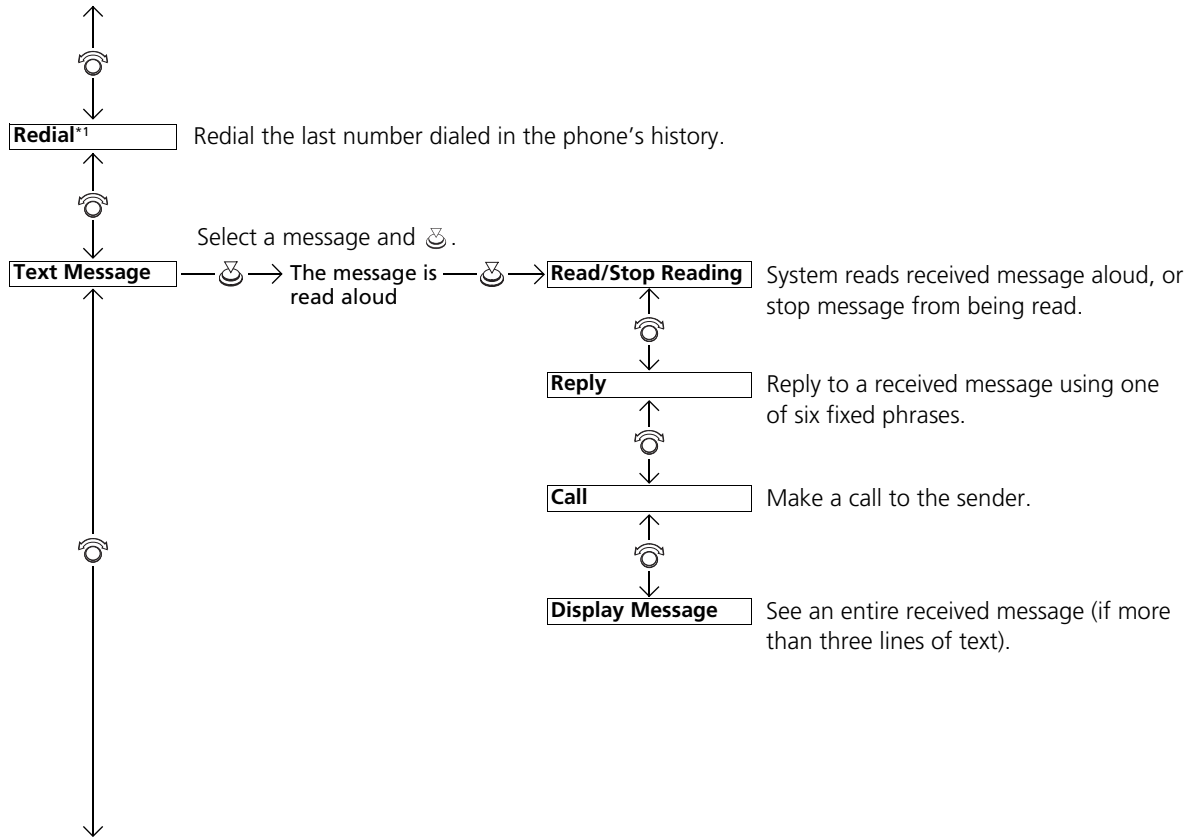 Redial*1 Redial the last number dialed in the phone’s history.
Select a message and .
Text Message
The message is
read aloud
Read/Stop Reading
System reads received message aloud, or
stop message from being read.
Reply
Reply to a received message using one
of six fixed phrases.
Call
Make a call to the sender.
Display Message
See an entire received message (if more
than three lines of text).